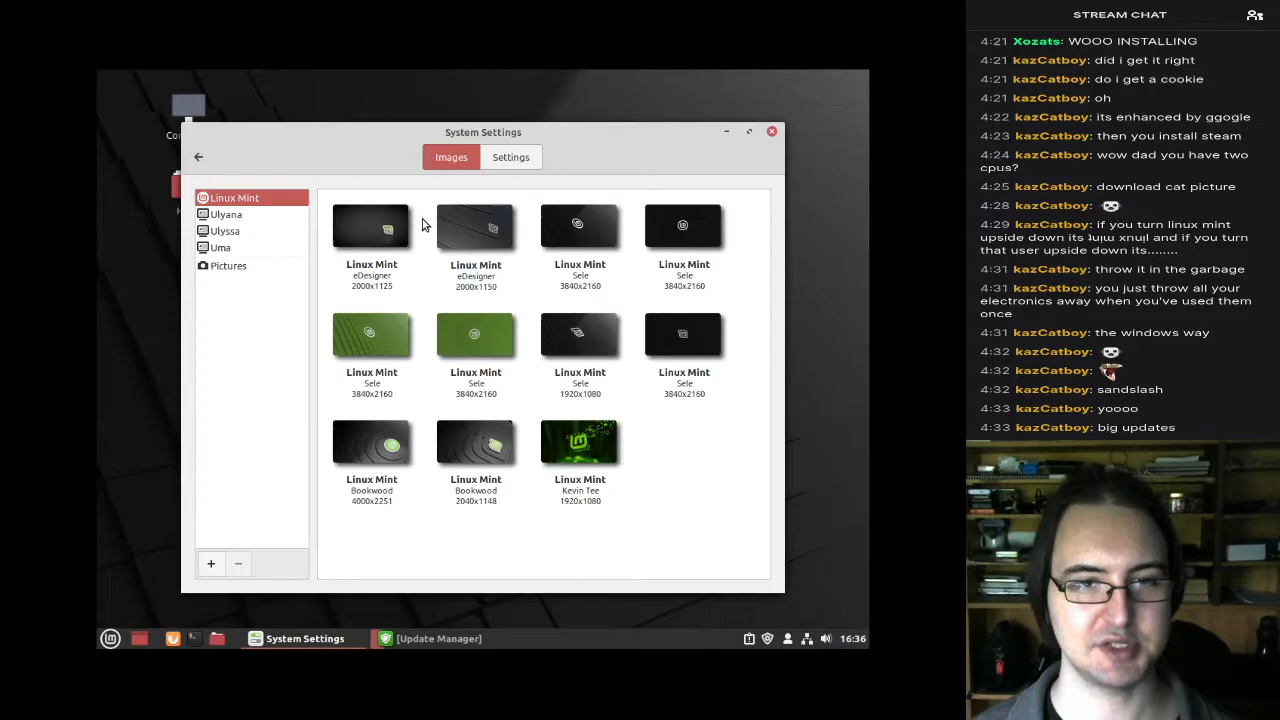 STREAM CHAT
4:21 Xozats: WOOO INSTALLING
4:21 kazCatboy: did i get it right
4:21 kazCatboy: do i get a cookie
4:21 kazCatboy: oh
4:22 kazCatboy: its enhanced by ggogle
4:23 kazCatboy: then you install steam
4:24 kazCatboy: wow dad you have two
cpus?
4:25 kazCatboy: download cat picture
4:28 kazCatboy:
4:29 kazCatboy: if you turn linux mint
upside down its ʇuıɯ xnuıl and if you turn
that user upside down its........
4:31 kazCatboy: throw it in the garbage
4:31 kazCatboy: you just throw all your
electronics away when you've used them
once
4:32 kazCatboy: the windows way
4:32 kazCatboy:
4:32 kazCatboy:
4:32 kazCatboy: sandslash
4:33 kazCatboy: yoooo
4:33 kazCatboy: big updates
System Settings
Images Settings
Linux Mint
Ulyana
Ulyssa
Uma
Pictures
Linux Mint
eDesigner
2000x1125
Linux Mint
eDesigner
2000x1150
Linux Mint
Sele
3840x2160
Linux Mint
Sele
3840x2160
Linux Mint
Sele
3840x2160
Linux Mint
Sele
3840x2160
Linux Mint
Sele
1920x1080
Linux Mint
Sele
3840x2160
Linux Mint
Bookwood
4000x2251
Linux Mint
Bookwood
2040x1148
Linux Mint
Kevin Tee
1920x1080
System Settings [Update Manager] 16:36